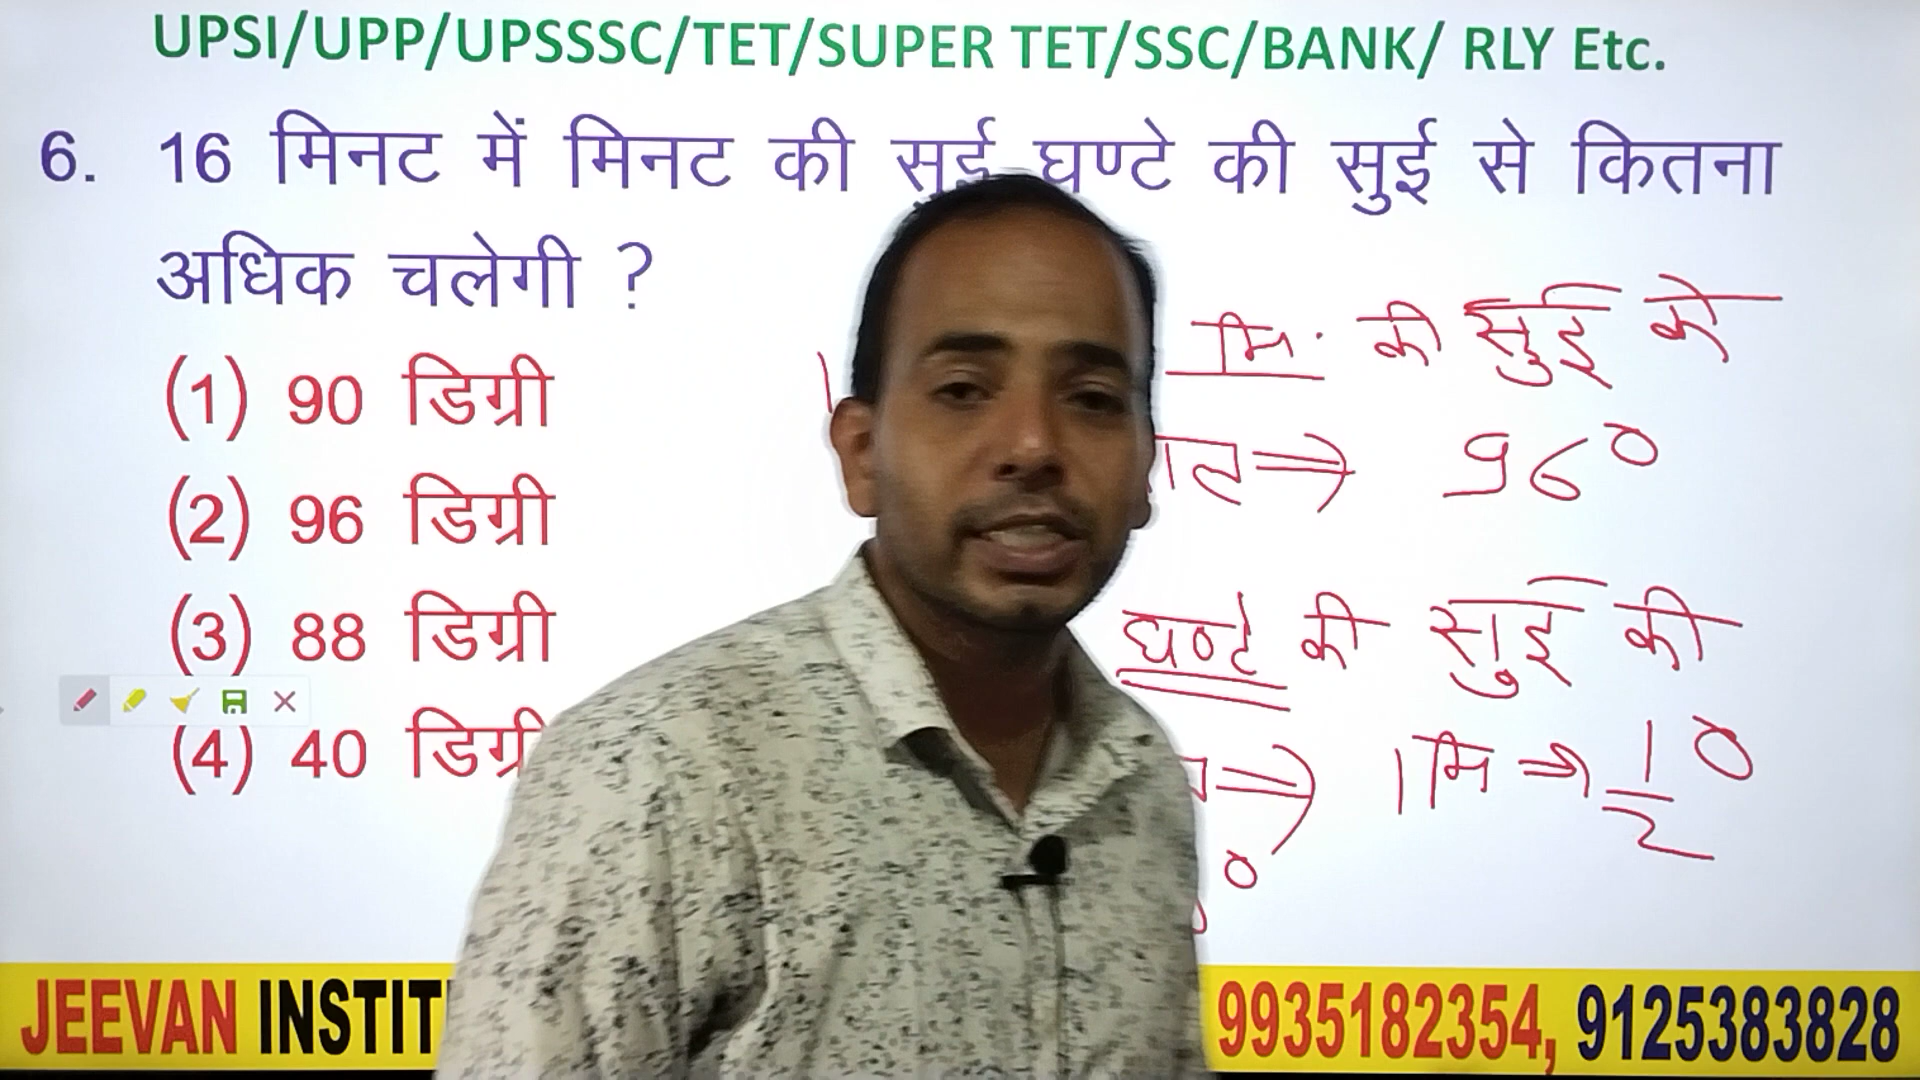 UPSI/UPP/UPSSSC/TET/SUPER TET/SSC/BANK/ RLY Etc.
6. 16 मिनट में मिनट की सुई घण्टे की सुई से कितना
अधिक चलेगी ?
(1) 90 डिग्री
(2) 96 डिग्री
(3) 88 डिग्री
(4) 40 डिग्री
मि. की सुई की
96°
घण्टे की सुई की
1 मि ⇒ 1/2°
JEEVAN 9935182354, 9125383828